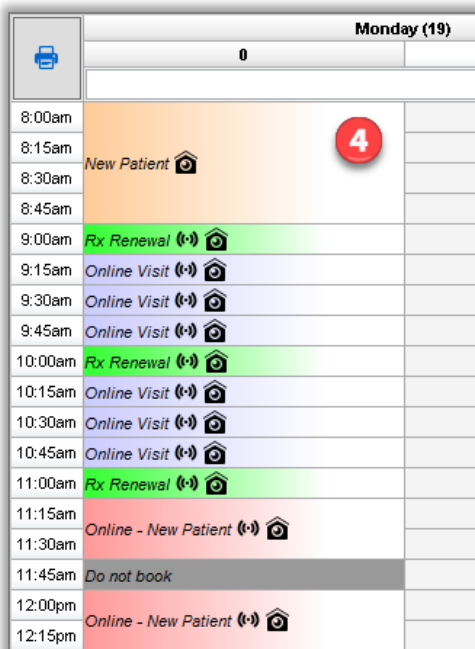 Monday (19)
0
8:00am
4
8:15am
New Patient
8:30am
8:45am
9:00am Rx Renewal
9:15am Online Visit
9:30am Online Visit
9:45am Online Visit
10:00am Rx Renewal
10:15am Online Visit
10:30am Online Visit
10:45am Online Visit
11:00am Rx Renewal
11:15am
Online - New Patient
11:30am
11:45am Do not book
12:00pm
Online - New Patient
12:15pm